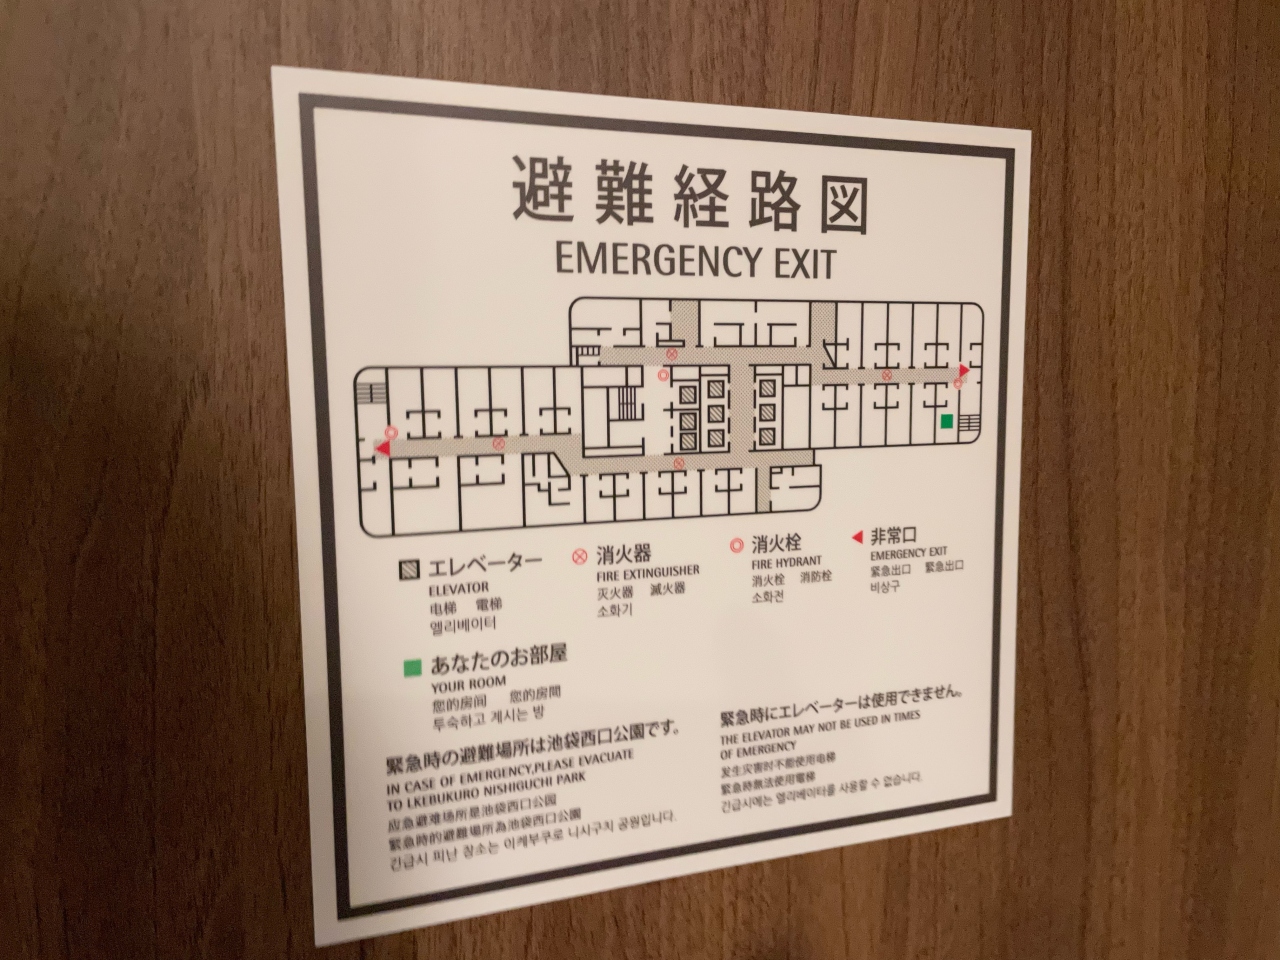 避難経路図
EMERGENCY EXIT
エレベーター
ELEVATOR
电梯 電梯
엘리베이터
消火器
FIRE EXTINGUISHER
灭火器 滅火器
소화기
消火栓
FIRE HYDRANT
消火栓 消防栓
소화전
非常口
EMERGENCY EXIT
紧急出口 緊急出口
비상구
あなたのお部屋
YOUR ROOM
您的房间 您的房間
투숙하고 계시는 방
緊急時の避難場所は池袋西口公園です。
IN CASE OF EMERGENCY,PLEASE EVACUATE
TO LKEBUKURO NISHIGUCHI PARK
应急避难场所是池袋西口公园
緊急時的避難場所為池袋西口公園
긴급시 피난 장소는 이케부쿠로 니시구치 공원입니다.
緊急時にエレベーターは使用できません。
THE ELEVATOR MAY NOT BE USED IN TIMES
OF EMERGENCY
发生灾害时不能使用电梯
緊急時無法使用電梯
긴급시에는 엘리베이터를 사용할 수 없습니다.